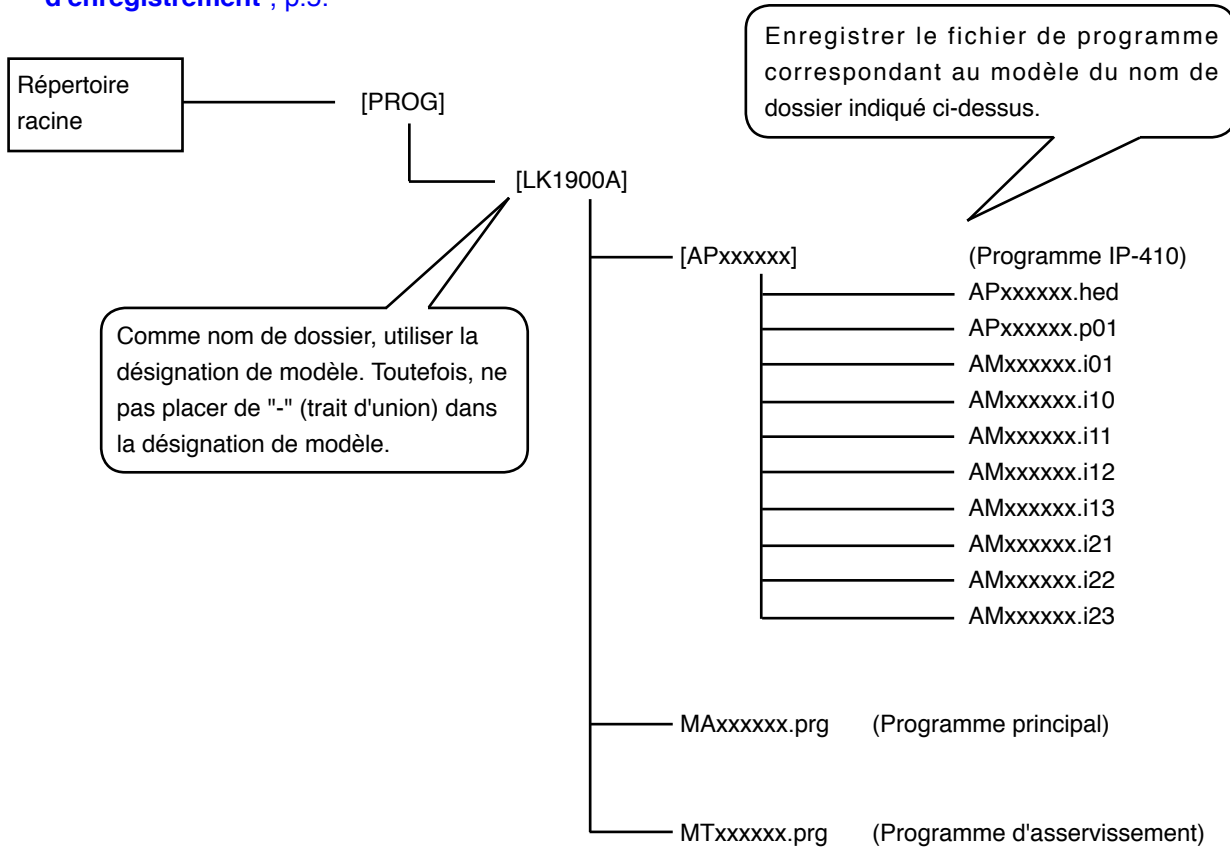 d'enregistrement", p.5.
Enregistrer le fichier de programme
correspondant au modèle du nom de
dossier indiqué ci-dessus.
Répertoire
racine
[PROG]
[LK1900A]
[APxxxxxx] (Programme IP-410)
APxxxxxx.hed
APxxxxxx.p01
AMxxxxxx.i01
AMxxxxxx.i10
AMxxxxxx.i11
AMxxxxxx.i12
AMxxxxxx.i13
AMxxxxxx.i21
AMxxxxxx.i22
AMxxxxxx.i23
Comme nom de dossier, utiliser la
désignation de modèle. Toutefois, ne
pas placer de "-" (trait d'union) dans
la désignation de modèle.
MAxxxxxx.prg (Programme principal)
MTxxxxxx.prg (Programme d'asservissement)